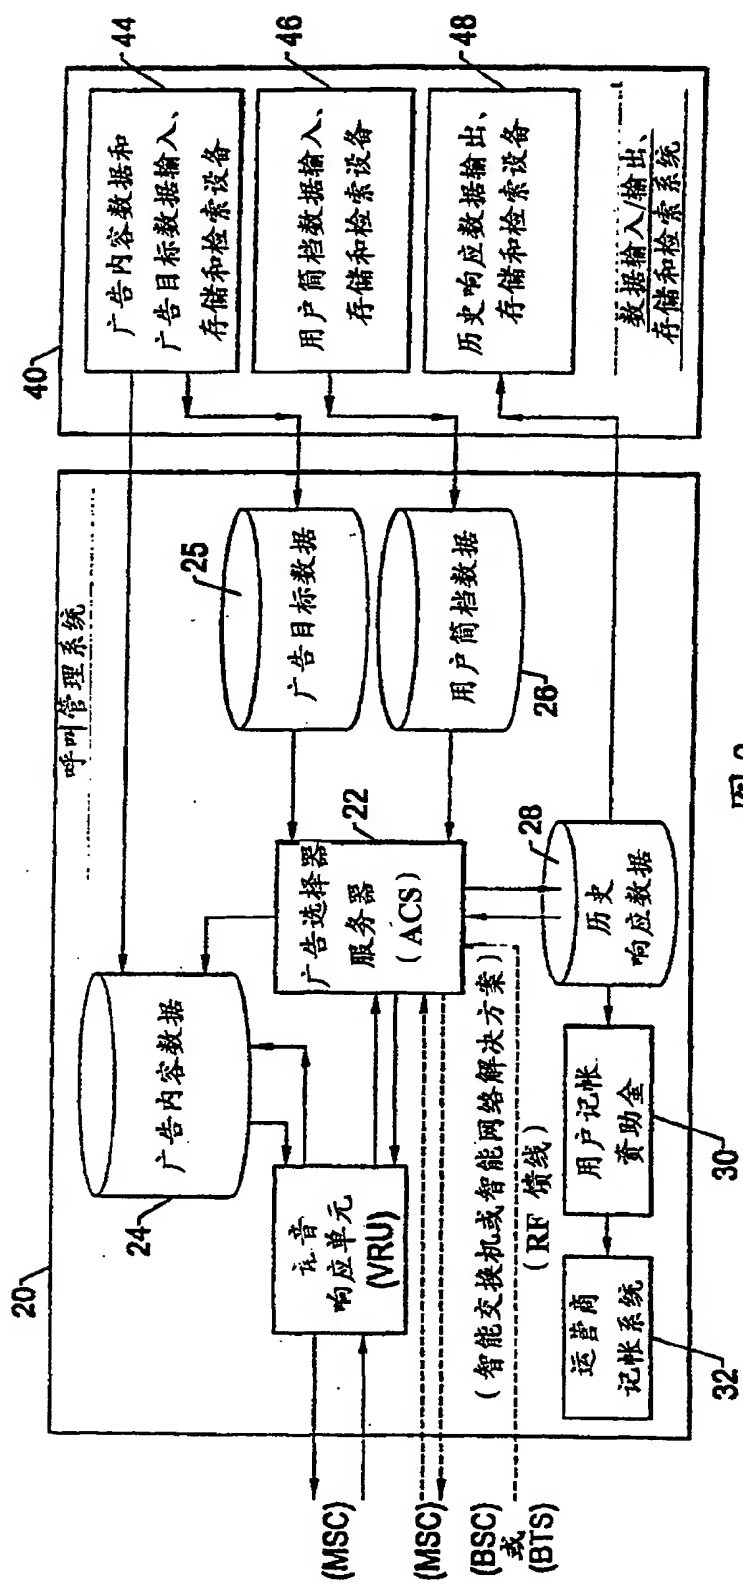 20
呼叫管理系统
40
广告内容数据和
广告目标数据输入、
存储和检索设备
44
用户简档数据输入、
存储和检索设备
46
历史响应数据输出、
存储和检索设备
48
数据输入/输出、
存储和检索系统
广告内容数据
24
25
广告目标数据
用户简档数据
26
广告选择器
服务器
(ACS)
22
响应单元
(VRU)
28
历史
响应数据
用户记帐
资助金
30
运营商
记帐系统
32
(智能交换机或智能网络解决方案)
(RF 馈线)
(MSC)
(MSC)
(BSC)
或
(BTS)